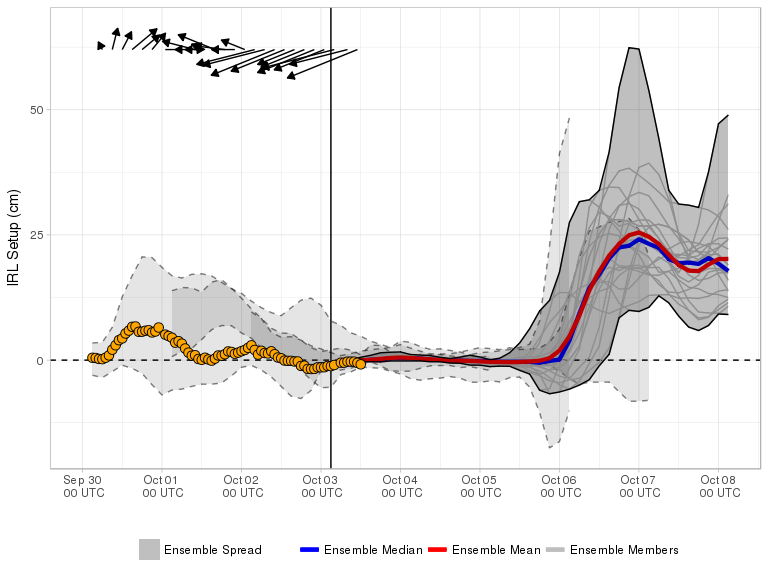 IRL Setup (cm)
50
25
0
Sep 30 Oct 01 Oct 02 Oct 03 Oct 04 Oct 05 Oct 06 Oct 07 Oct 08
00 UTC 00 UTC 00 UTC 00 UTC 00 UTC 00 UTC 00 UTC 00 UTC 00 UTC
Ensemble Spread Ensemble Median Ensemble Mean Ensemble Members